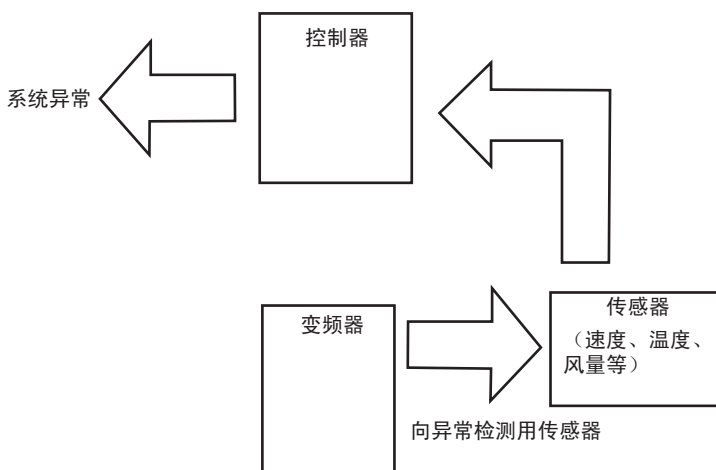 控制器
系统异常
变频器
传感器
（速度、温度、
风量等）
向异常检测用传感器